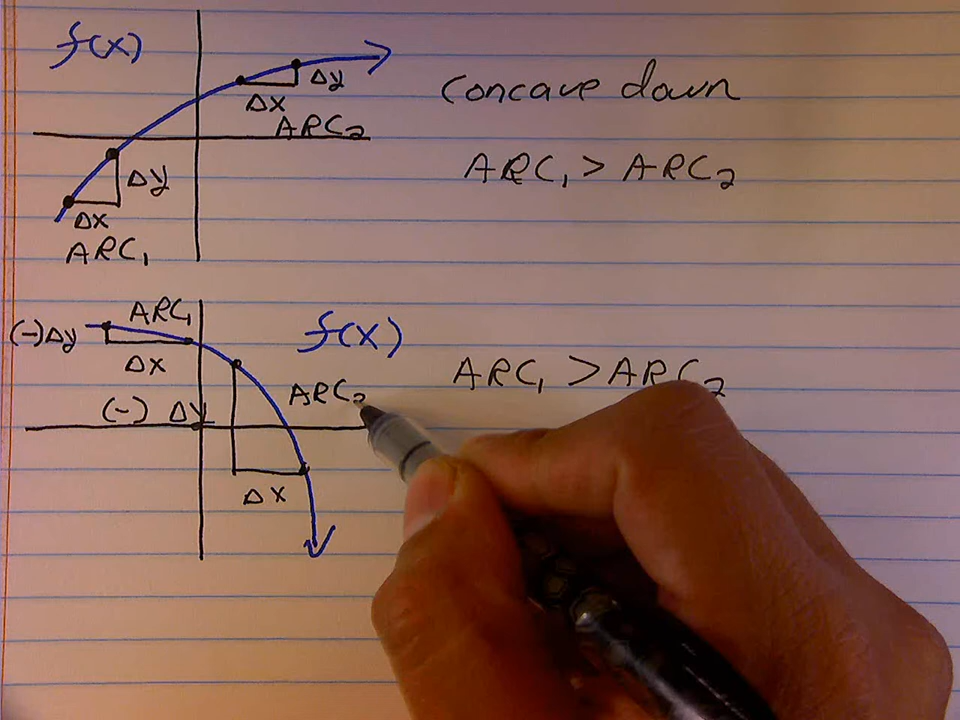 f(x)
Δy
Δx
ARC₂
Concave down
ARC₁ > ARC₂
Δy
Δx
ARC₁
ARC₁
(-)Δy
Δx
f(x)
ARC₁ > ARC₂
ARC₂
(-) Δy
Δx